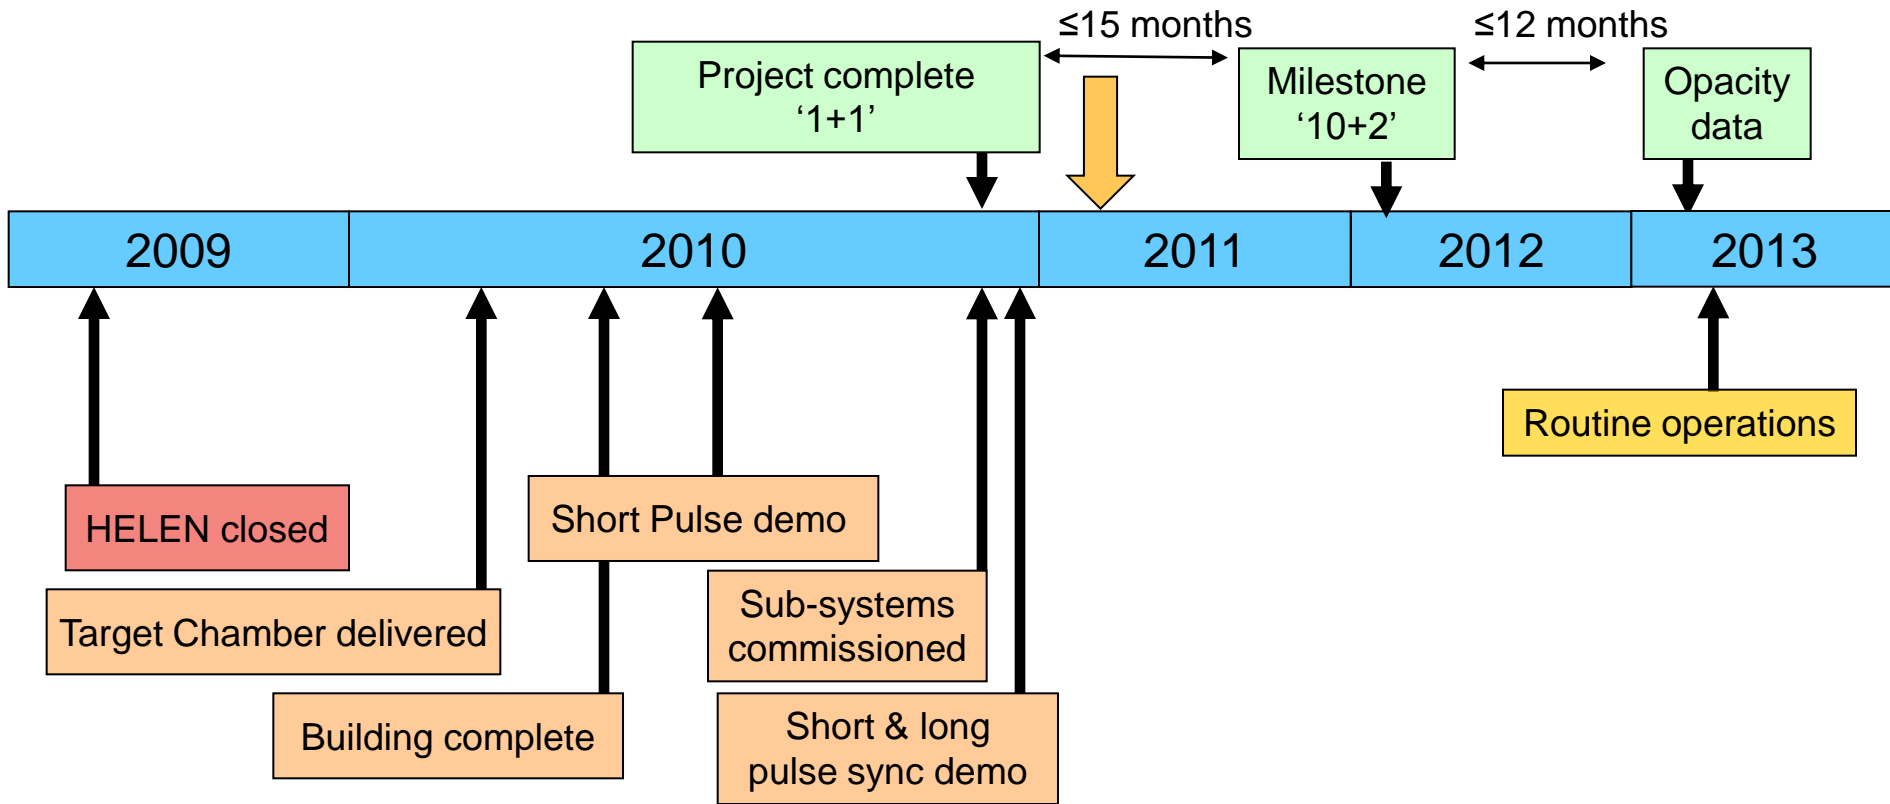 ≤15 months
≤12 months
Project complete
‘1+1’
Milestone
‘10+2’
Opacity
data
2009
2010
2011
2012
2013
Routine operations
HELEN closed
Short Pulse demo
Target Chamber delivered
Sub-systems
commissioned
Building complete
Short & long
pulse sync demo